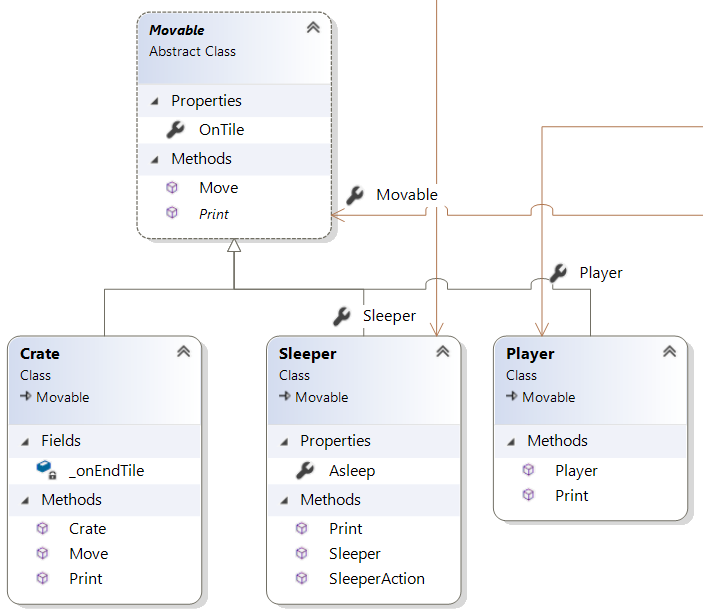 Movable
Abstract Class
Properties
OnTile
Methods
Move
Print
Movable
Player
Sleeper
Crate
Class
Movable
Fields
_onEndTile
Methods
Crate
Move
Print
Sleeper
Class
Movable
Properties
Asleep
Methods
Print
Sleeper
SleeperAction
Player
Class
Movable
Methods
Player
Print